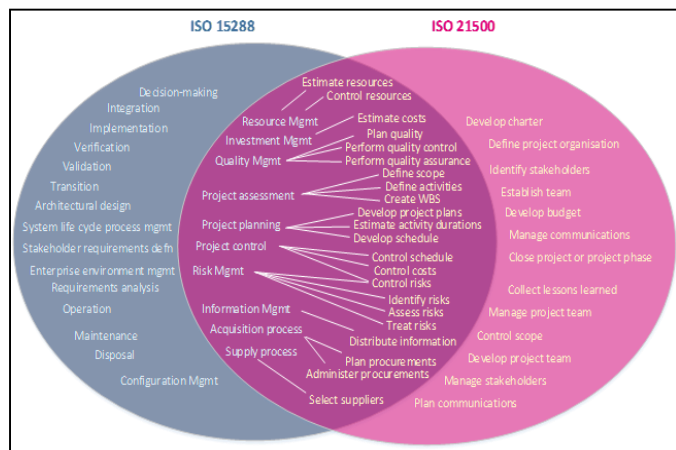 ISO 15288
ISO 21500
Decision-making
Integration
Implementation
Verification
Validation
Transition
Architectural design
System life cycle process mgmt
Stakeholder requirements defn
Enterprise environment mgmt
Requirements analysis
Operation
Maintenance
Disposal
Configuration Mgmt
Resource Mgmt
Investment Mgmt
Quality Mgmt
Project assessment
Project planning
Project control
Risk Mgmt
Information Mgmt
Acquisition process
Supply process
Estimate resources
Control resources
Estimate costs
Plan quality
Perform quality control
Perform quality assurance
Define scope
Define activities
Create WBS
Develop project plans
Estimate activity durations
Develop schedule
Control schedule
Control costs
Control risks
Identify risks
Assess risks
Treat risks
Distribute information
Plan procurements
Administer procurements
Select suppliers
Develop charter
Define project organisation
Identify stakeholders
Establish team
Develop budget
Manage communications
Close project or project phase
Collect lessons learned
Manage project team
Control scope
Develop project team
Manage stakeholders
Plan communications